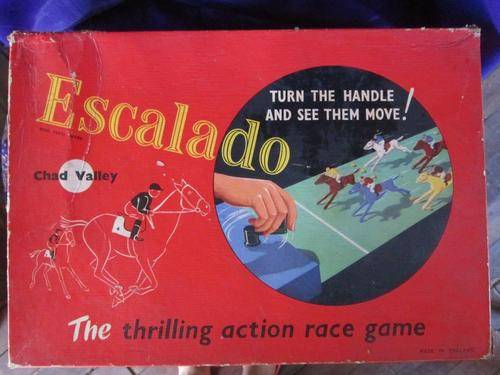 Escalado
TURN THE HANDLE
AND SEE THEM MOVE!
Chad Valley
The thrilling action race game
MADE IN ENGLAND